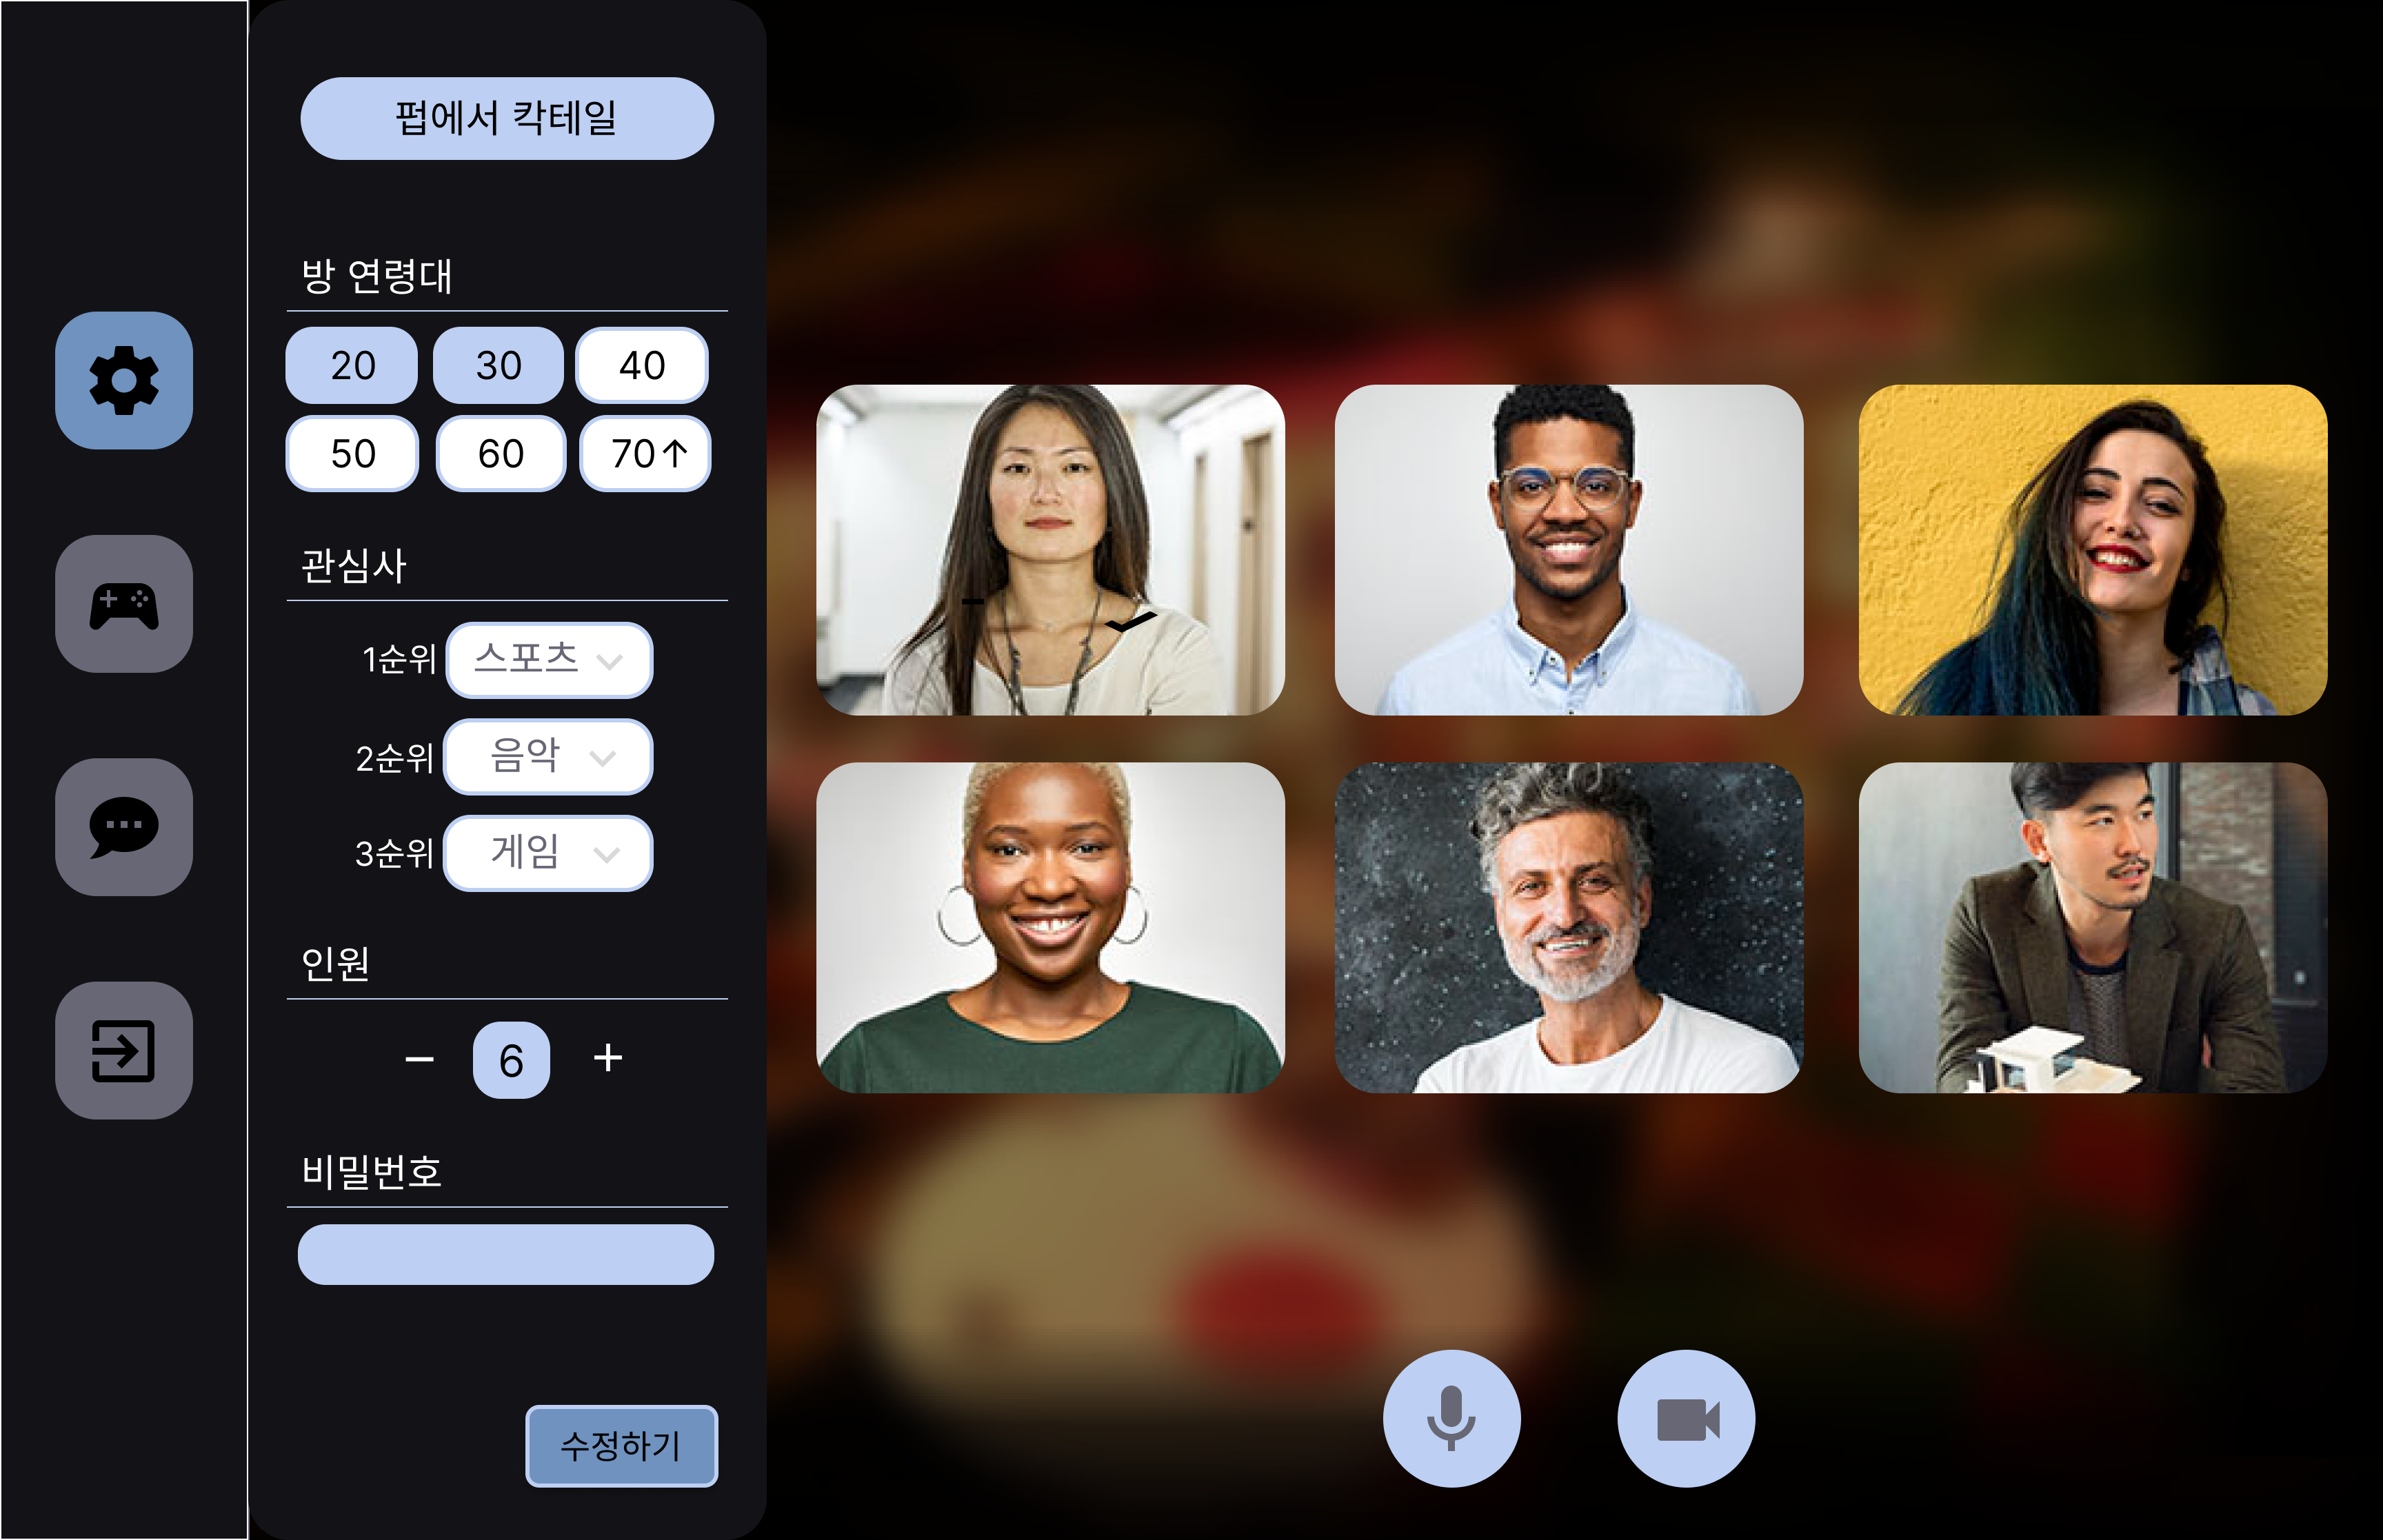 펍에서 칵테일
방 연령대
20 30 40
50 60 70↑
관심사
1순위 스포츠
2순위 음악
3순위 게임
인원
− 6 +
비밀번호
수정하기